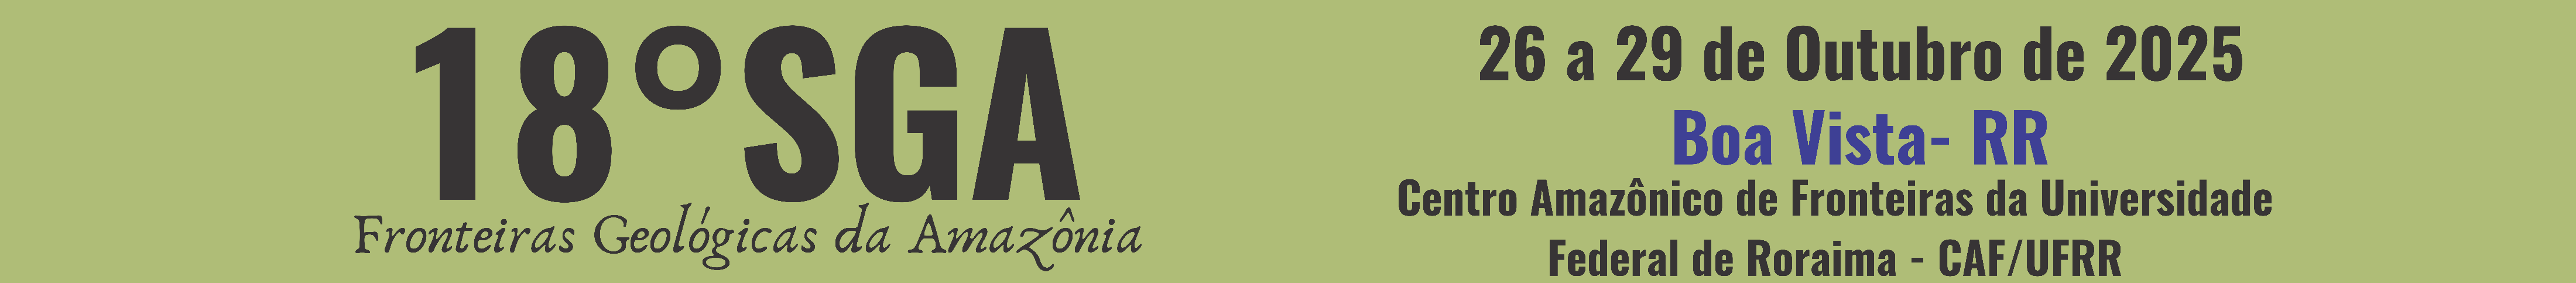 18°SGA
Fronteiras Geológicas da Amazônia
26 a 29 de Outubro de 2025
Boa Vista- RR
Centro Amazônico de Fronteiras da Universidade
Federal de Roraima - CAF/UFRR